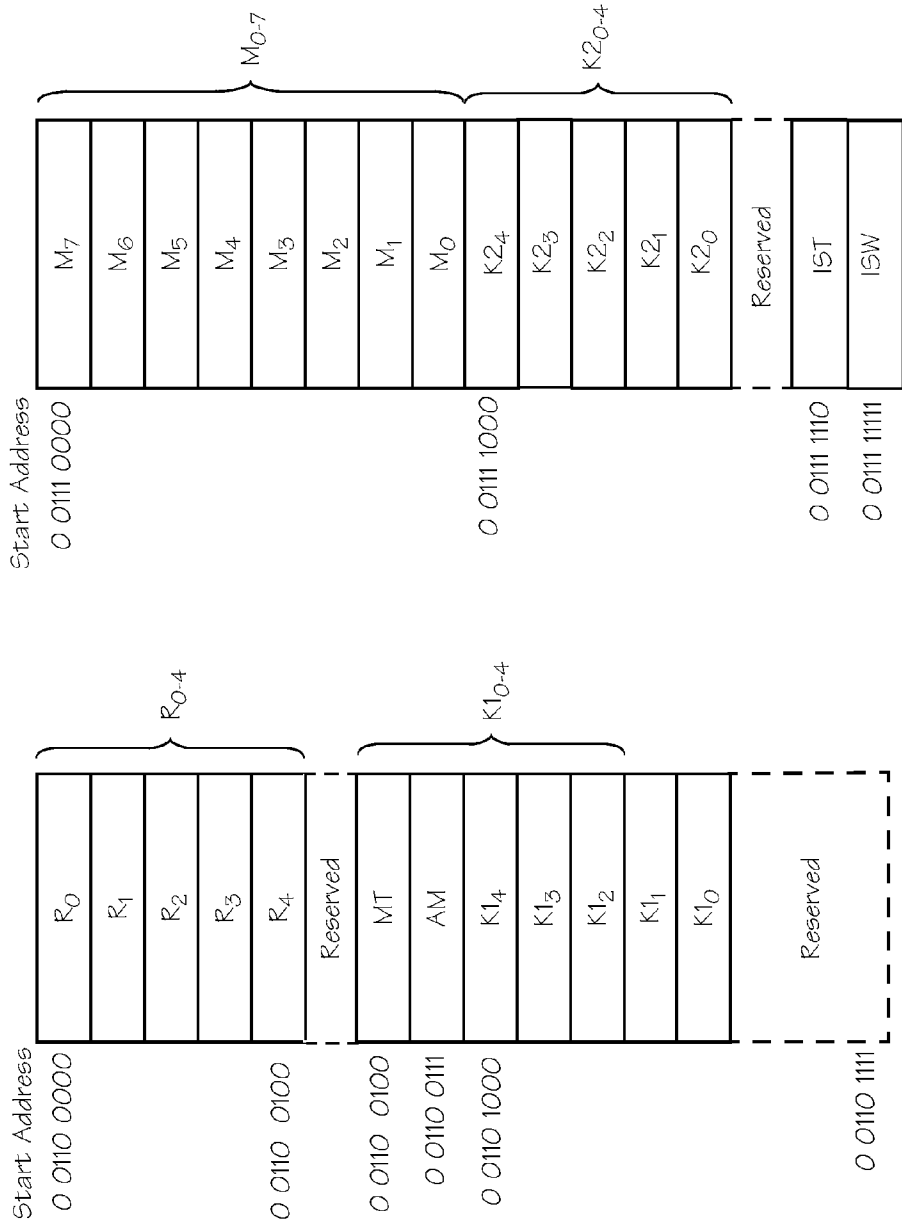 Start Address
0 0110 0000
R0
R1
R2
R3
0 0110 0100
R4
R0-4
Reserved
0 0110 0100
MT
0 0110 0111
AM
0 0110 1000
K14
K13
K12
K10-4
K11
K10
Reserved
0 0110 1111
Start Address
0 0111 0000
M7
M6
M5
M4
M3
M2
M1
M0
M0-7
0 0111 1000
K24
K23
K22
K21
K20
K20-4
Reserved
0 0111 1110
IST
0 0111 11111
ISW